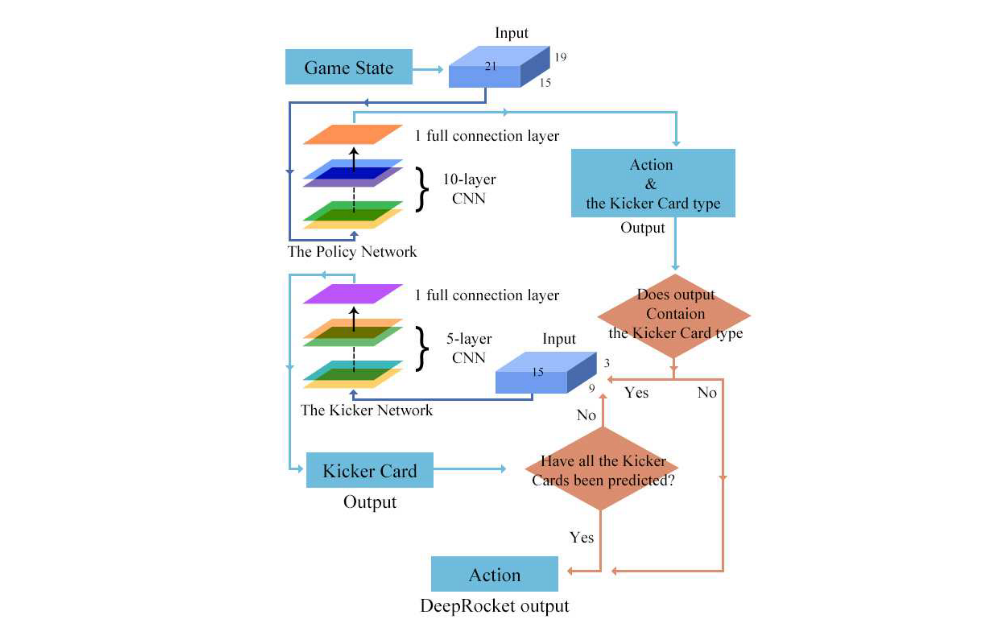 Input
Game State
21
19
15
1 full connection layer
10-layer
CNN
The Policy Network
Action
&
the Kicker Card type
Output
Does output
Contaion
the Kicker Card type
Yes
No
1 full connection layer
5-layer
CNN
The Kicker Network
Input
15
3
9
No
Kicker Card
Output
Have all the Kicker
Cards been predicted?
Yes
Action
DeepRocket output